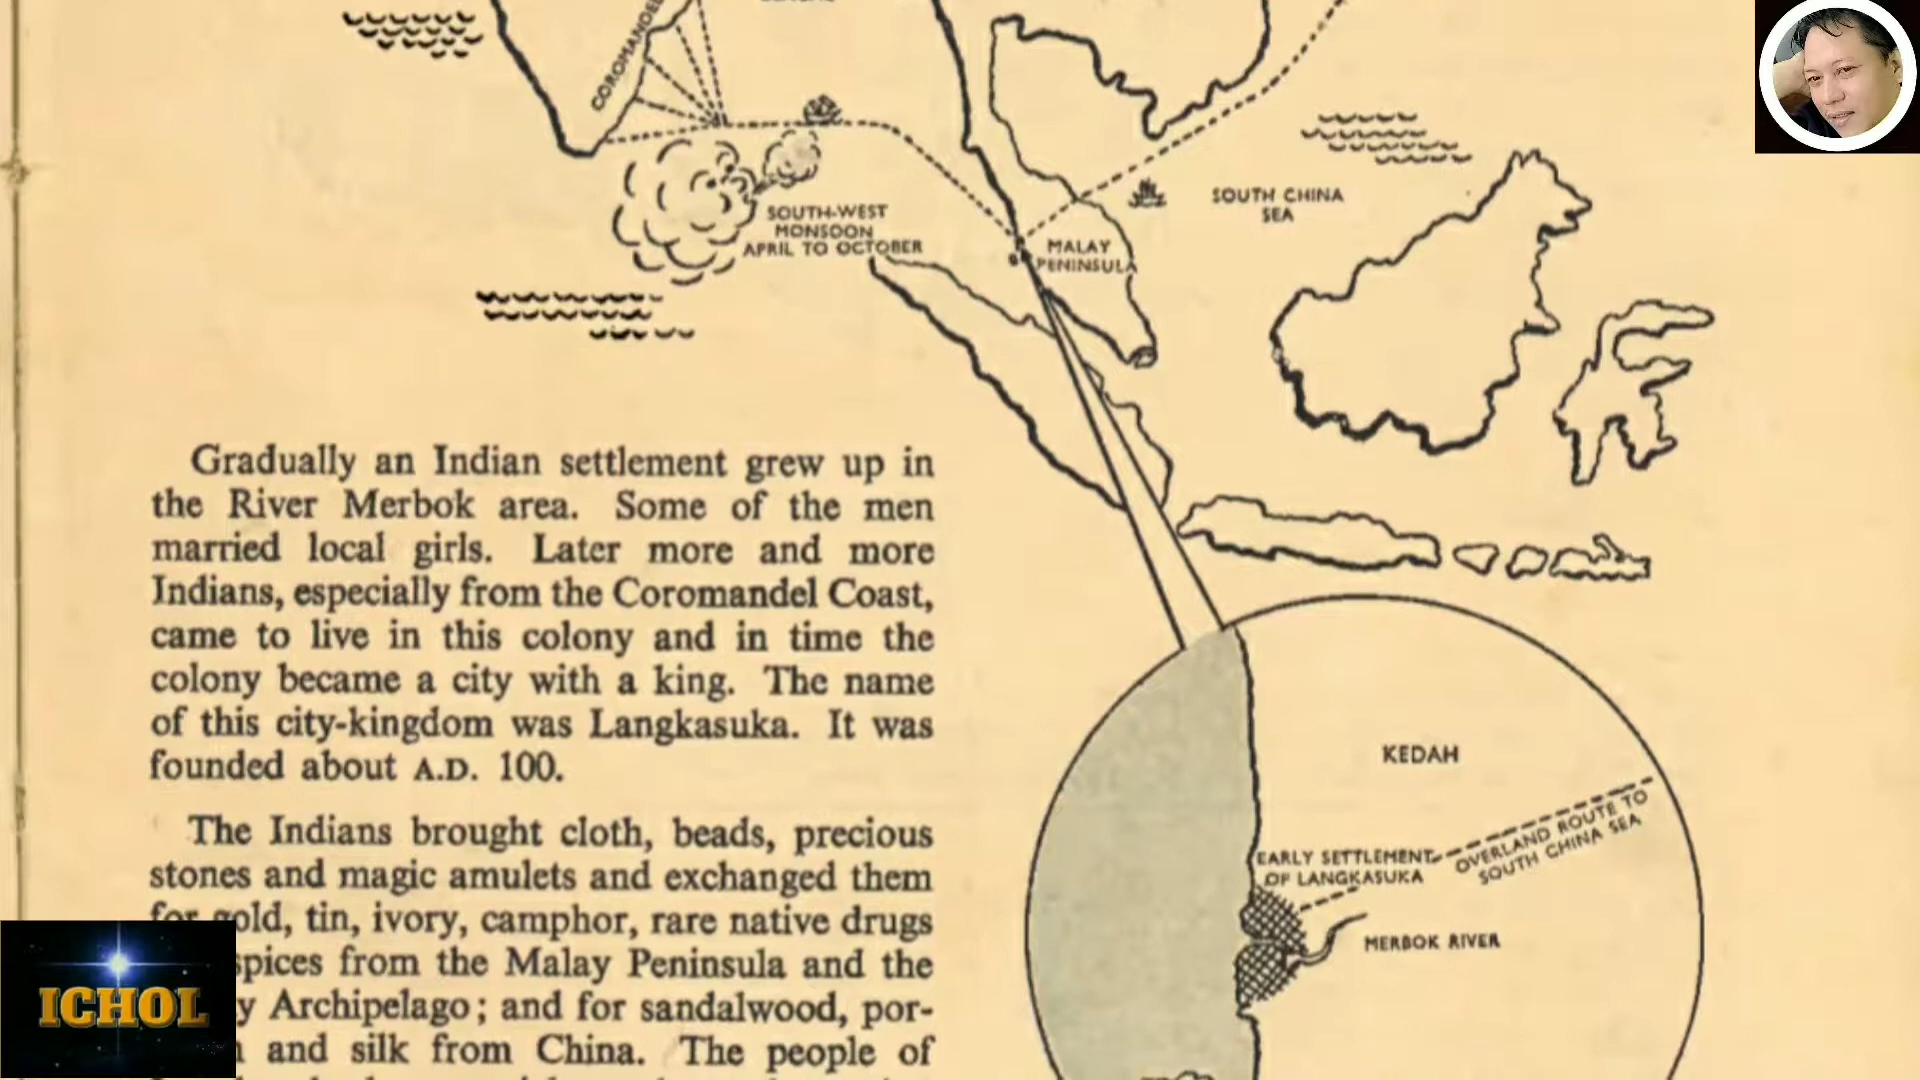 COROMANDEL
SOUTH-WEST
MONSOON
APRIL TO OCTOBER
MALAY
PENINSULA
SOUTH CHINA
SEA
Gradually an Indian settlement grew up in
the River Merbok area. Some of the men
married local girls. Later more and more
Indians, especially from the Coromandel Coast,
came to live in this colony and in time the
colony became a city with a king. The name
of this city-kingdom was Langkasuka. It was
founded about A.D. 100.
The Indians brought cloth, beads, precious
stones and magic amulets and exchanged them
for gold, tin, ivory, camphor, rare native drugs
spices from the Malay Peninsula and the
y Archipelago; and for sandalwood, por-
and silk from China. The people of
KEDAH
EARLY SETTLEMENT
OF LANGKASUKA
OVERLAND ROUTE TO
SOUTH CHINA SEA
MERBOK RIVER
ICHOL